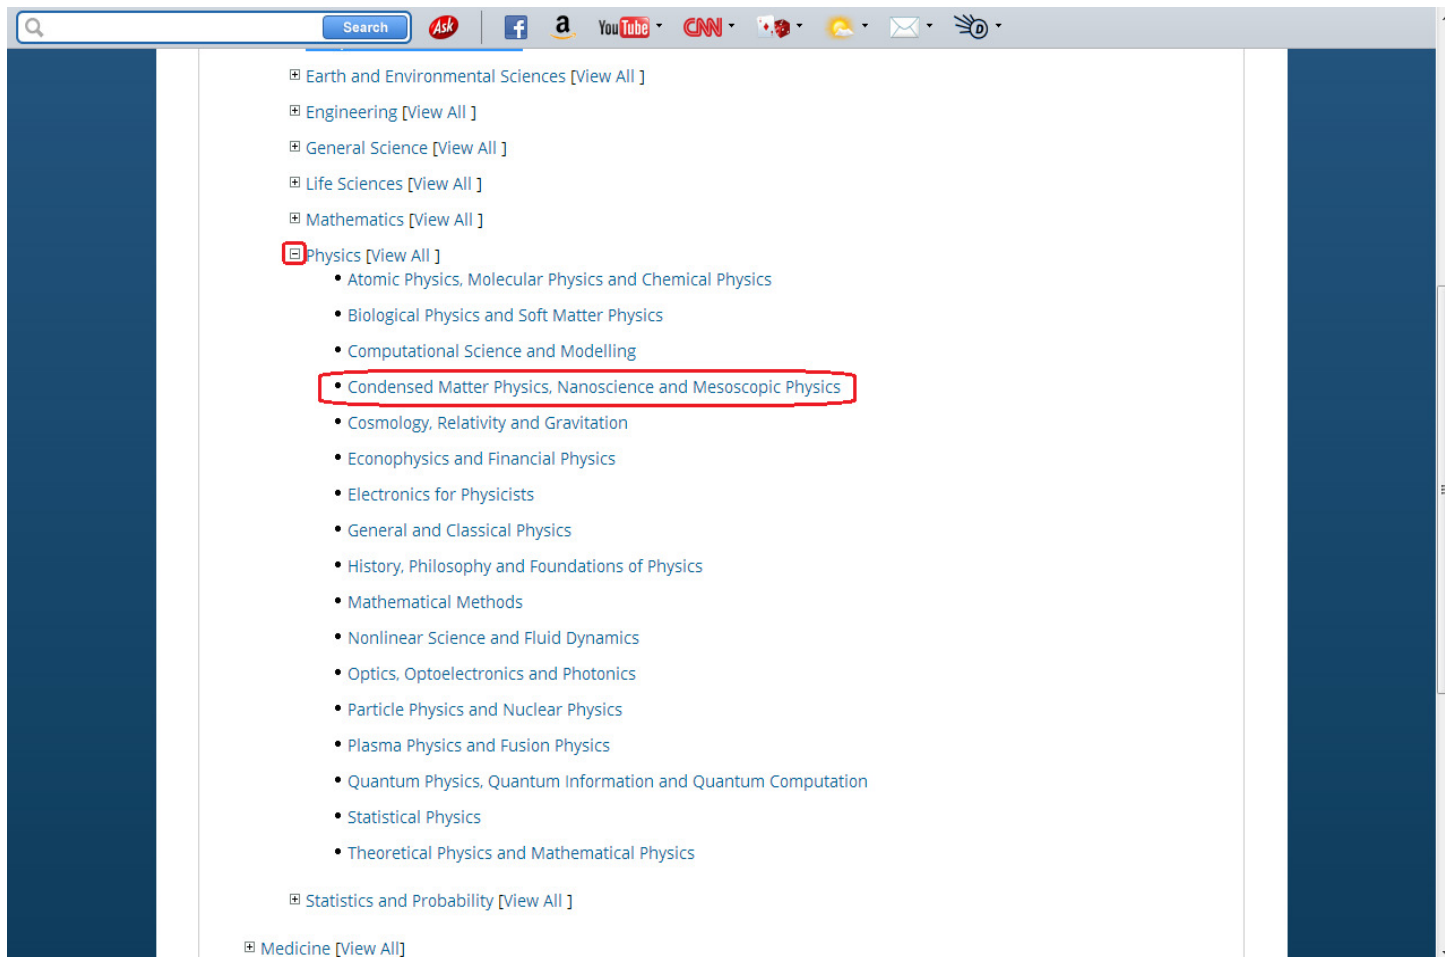 Search Ask a YouTube CNN D
Earth and Environmental Sciences [View All ]
Engineering [View All ]
General Science [View All ]
Life Sciences [View All ]
Mathematics [View All ]
Physics [View All ]
Atomic Physics, Molecular Physics and Chemical Physics
Biological Physics and Soft Matter Physics
Computational Science and Modelling
Condensed Matter Physics, Nanoscience and Mesoscopic Physics
Cosmology, Relativity and Gravitation
Econophysics and Financial Physics
Electronics for Physicists
General and Classical Physics
History, Philosophy and Foundations of Physics
Mathematical Methods
Nonlinear Science and Fluid Dynamics
Optics, Optoelectronics and Photonics
Particle Physics and Nuclear Physics
Plasma Physics and Fusion Physics
Quantum Physics, Quantum Information and Quantum Computation
Statistical Physics
Theoretical Physics and Mathematical Physics
Statistics and Probability [View All ]
Medicine [View All]